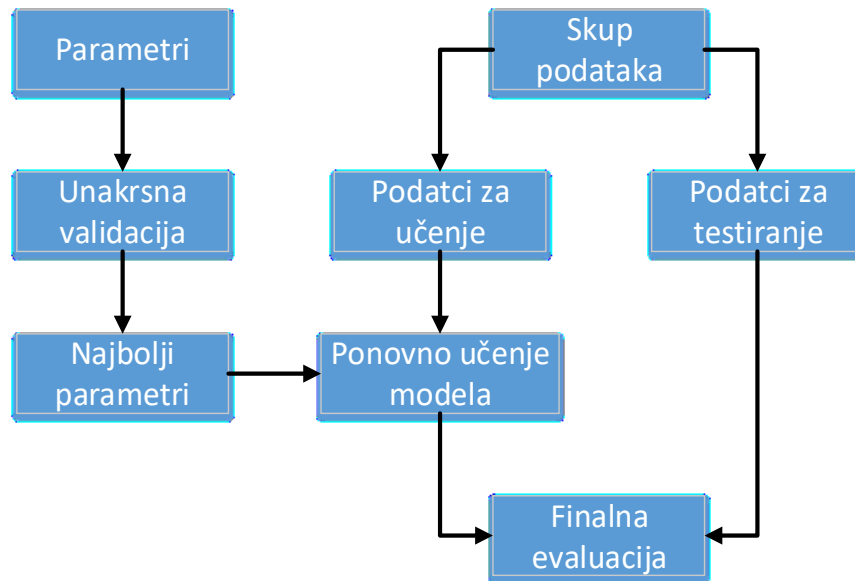 Parametri
Skup
podataka
Unakrsna
validacija
Podatci za
učenje
Podatci za
testiranje
Najbolji
parametri
Ponovno učenje
modela
Finalna
evaluacija